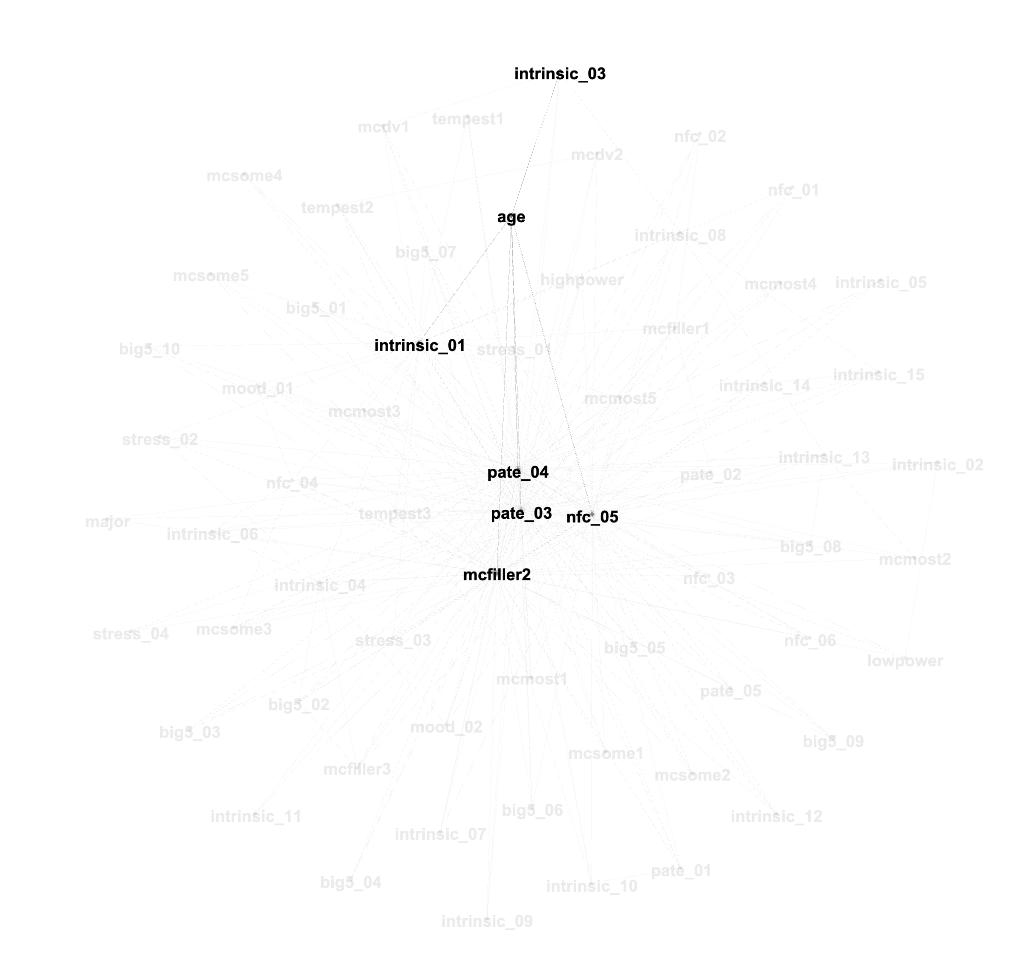 intrinsic_03
tempest1
mcdv1
nfc_02
mcdv2
mcsome4
nfc_01
tempest2
age
intrinsic_08
big5_07
mcsome5
highpower
intrinsic_05
mcmost4
big5_01
mcfiller1
intrinsic_01
big5_10
stress_01
intrinsic_15
intrinsic_14
mood_01
mcmost5
mcmost3
stress_02
intrinsic_13
intrinsic_02
pate_04
pate_02
nfc_04
pate_03
tempest3
nfc_05
major
intrinsic_06
big5_08
mcmost2
mcfiller2
nfc_03
intrinsic_04
mcsome3
stress_04
stress_03
nfc_06
big5_05
lowpower
mcmost1
pate_05
big5_02
mood_02
big5_03
big5_09
mcsome1
mcfiller3
mcsome2
big5_06
intrinsic_11
intrinsic_12
intrinsic_07
pate_01
big5_04
intrinsic_10
intrinsic_09